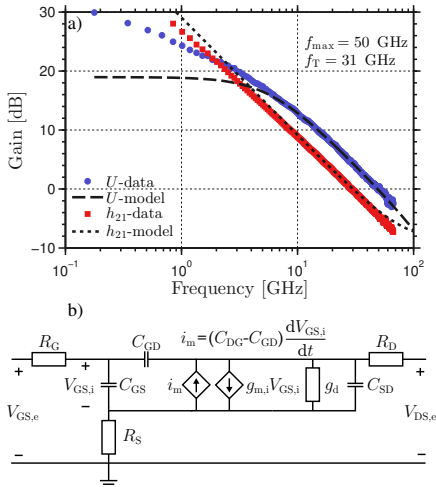 a)
f_max = 50 GHz
f_T = 31 GHz
Gain [dB]
30
20
10
0
−10
U-data
U-model
h_21-data
h_21-model
10^−1
10^0
10^1
10^2
Frequency [GHz]
b)
i_m=(C_DG-C_GD) dV_GS,i/dt
R_G
C_GD
R_D
V_GS,i
C_GS
i_m
g_m,i V_GS,i
g_d
C_SD
V_GS,e
V_DS,e
R_S
+
+
+
−
−
−